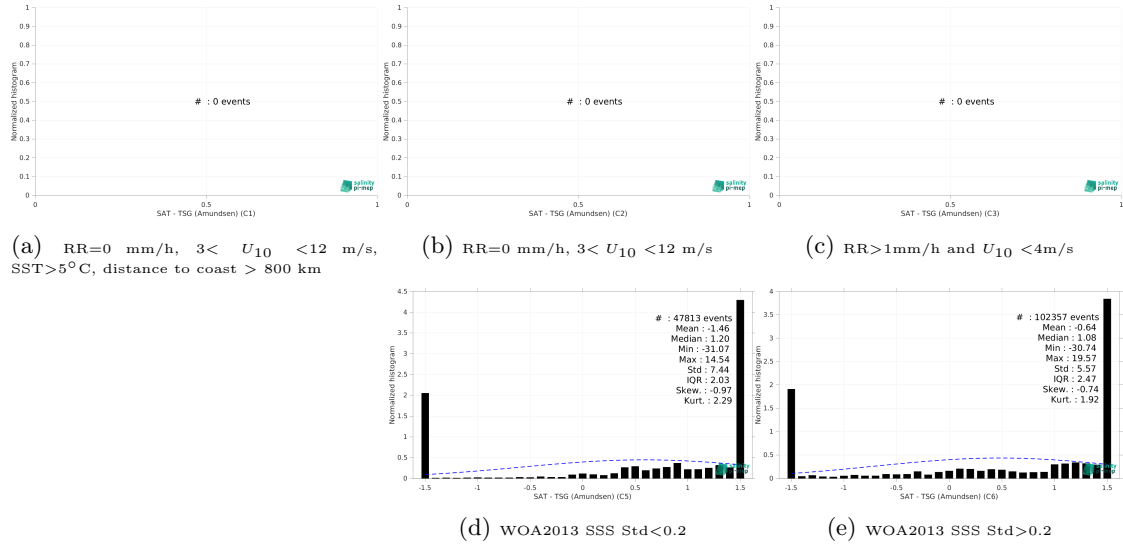 1
0.9
0.8
0.7
0.6
0.5
0.4
0.3
0.2
0.1
0
Normalized histogram
# : 0 events
salinity
pi-mep
0 0.5 1
SAT - TSG (Amundsen) (C1)
(a) RR=0 mm/h, 3< U10 <12 m/s,
SST>5°C, distance to coast > 800 km
1
0.9
0.8
0.7
0.6
0.5
0.4
0.3
0.2
0.1
0
Normalized histogram
# : 0 events
salinity
pi-mep
0 0.5 1
SAT - TSG (Amundsen) (C2)
(b) RR=0 mm/h, 3< U10 <12 m/s
1
0.9
0.8
0.7
0.6
0.5
0.4
0.3
0.2
0.1
0
Normalized histogram
# : 0 events
salinity
pi-mep
0 0.5 1
SAT - TSG (Amundsen) (C3)
(c) RR>1mm/h and U10 <4m/s
4.5
4
3.5
3
2.5
2
1.5
1
0.5
0
Normalized histogram
# : 47813 events
Mean : -1.46
Median : 1.20
Min : -31.07
Max : 14.54
Std : 7.44
IQR : 2.03
Skew. : -0.97
Kurt. : 2.29
salinity
pi-mep
-1.5 -1 -0.5 0 0.5 1 1.5
SAT - TSG (Amundsen) (C5)
(d) WOA2013 SSS Std<0.2
4
3.5
3
2.5
2
1.5
1
0.5
0
Normalized histogram
# : 102357 events
Mean : -0.64
Median : 1.08
Min : -30.74
Max : 19.57
Std : 5.57
IQR : 2.47
Skew. : -0.74
Kurt. : 1.92
salinity
pi-mep
-1.5 -1 -0.5 0 0.5 1 1.5
SAT - TSG (Amundsen) (C6)
(e) WOA2013 SSS Std>0.2